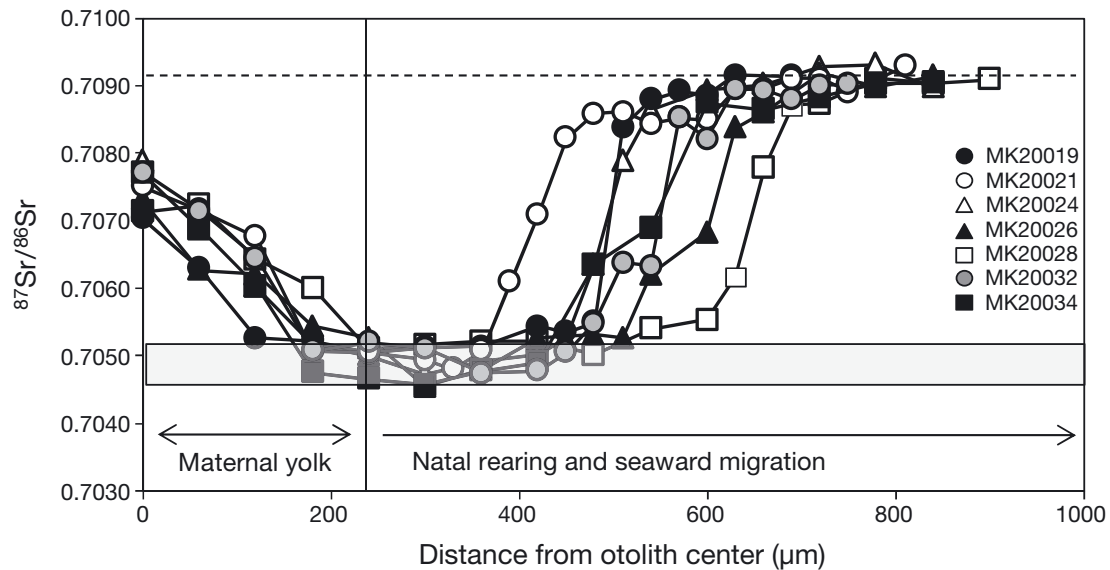 0.7100
0.7090
0.7080
0.7070
0.7060
0.7050
0.7040
0.7030
⁸⁷Sr/⁸⁶Sr
MK20019
MK20021
MK20024
MK20026
MK20028
MK20032
MK20034
Maternal yolk
Natal rearing and seaward migration
0 200 400 600 800 1000
Distance from otolith center (µm)